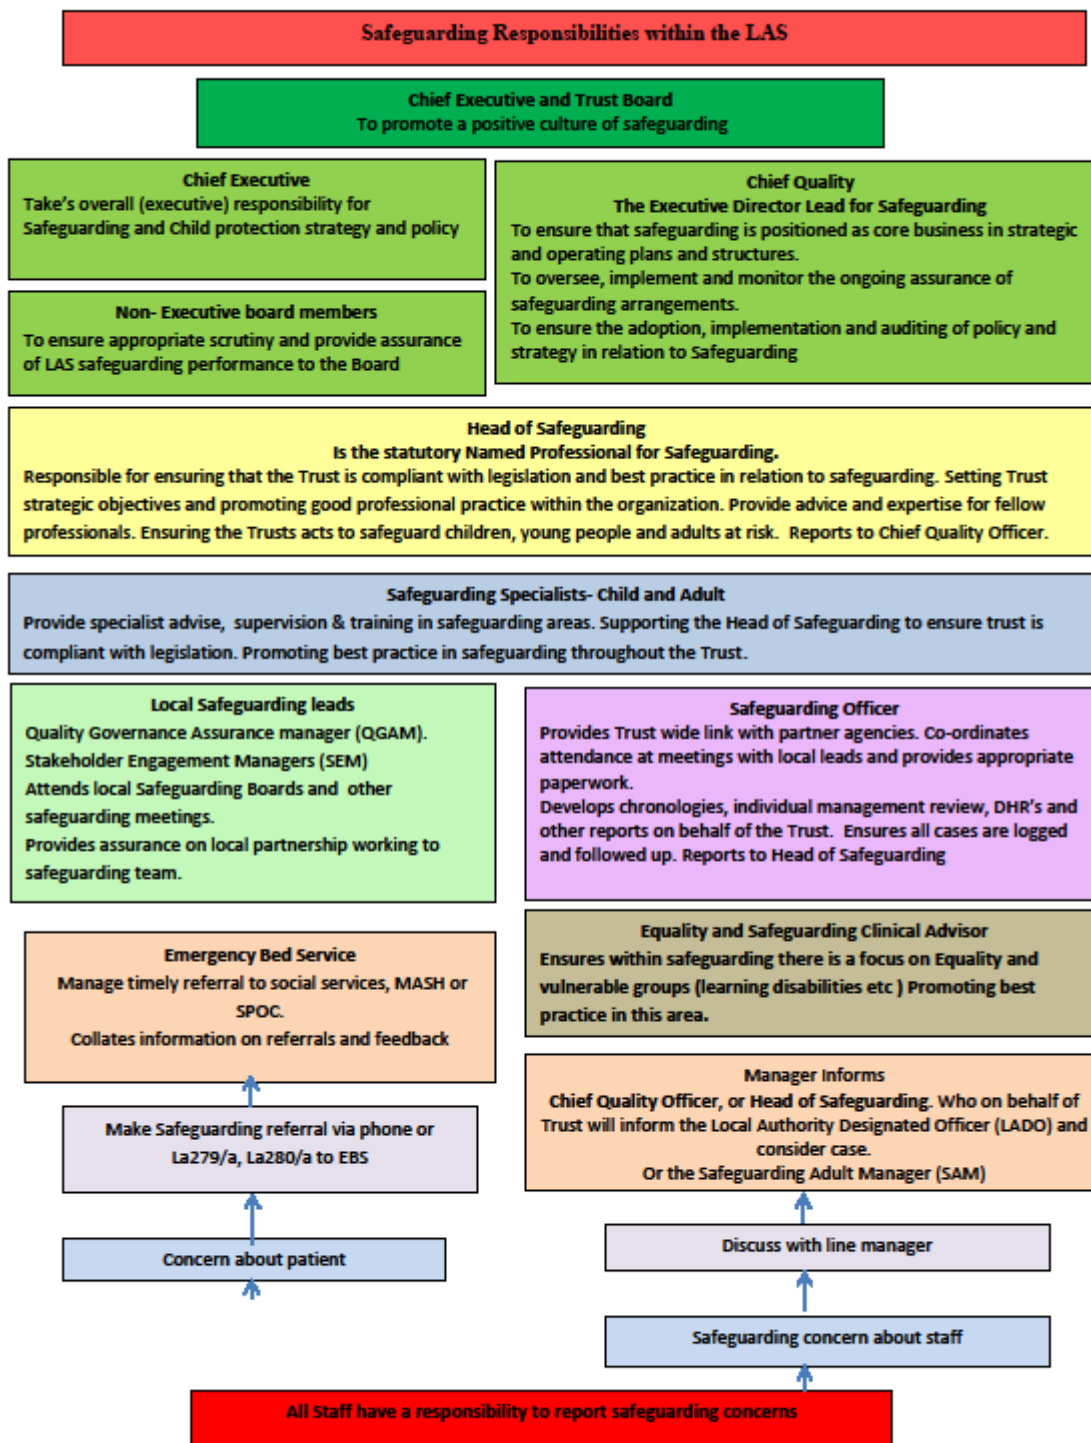 Safeguarding Responsibilities within the LAS
Chief Executive and Trust Board
To promote a positive culture of safeguarding
Chief Executive
Take's overall (executive) responsibility for
Safeguarding and Child protection strategy and policy
Non- Executive board members
To ensure appropriate scrutiny and provide assurance
of LAS safeguarding performance to the Board
Chief Quality
The Executive Director Lead for Safeguarding
To ensure that safeguarding is positioned as core business in strategic
and operating plans and structures.
To oversee, implement and monitor the ongoing assurance of
safeguarding arrangements.
To ensure the adoption, implementation and auditing of policy and
strategy in relation to Safeguarding
Head of Safeguarding
Is the statutory Named Professional for Safeguarding.
Responsible for ensuring that the Trust is compliant with legislation and best practice in relation to safeguarding. Setting Trust
strategic objectives and promoting good professional practice within the organization. Provide advice and expertise for fellow
professionals. Ensuring the Trusts acts to safeguard children, young people and adults at risk.  Reports to Chief Quality Officer.
Safeguarding Specialists- Child and Adult
Provide specialist advise,  supervision & training in safeguarding areas. Supporting the Head of Safeguarding to ensure trust is
compliant with legislation. Promoting best practice in safeguarding throughout the Trust.
Local Safeguarding leads
Quality Governance Assurance manager (QGAM).
Stakeholder Engagement Managers (SEM)
Attends local Safeguarding Boards and  other
safeguarding meetings.
Provides assurance on local partnership working to
safeguarding team.
Safeguarding Officer
Provides Trust wide link with partner agencies. Co-ordinates
attendance at meetings with local leads and provides appropriate
paperwork.
Develops chronologies, individual management review, DHR's and
other reports on behalf of the Trust.  Ensures all cases are logged
and followed up. Reports to Head of Safeguarding
Equality and Safeguarding Clinical Advisor
Ensures within safeguarding there is a focus on Equality and
vulnerable groups (learning disabilities etc ) Promoting best
practice in this area.
Emergency Bed Service
Manage timely referral to social services, MASH or
SPOC.
Collates information on referrals and feedback
Make Safeguarding referral via phone or
La279/a, La280/a to EBS
Concern about patient
Manager Informs
Chief Quality Officer, or Head of Safeguarding. Who on behalf of
Trust will inform the Local Authority Designated Officer (LADO) and
consider case.
Or the Safeguarding Adult Manager (SAM)
Discuss with line manager
Safeguarding concern about staff
All Staff have a responsibility to report safeguarding concerns